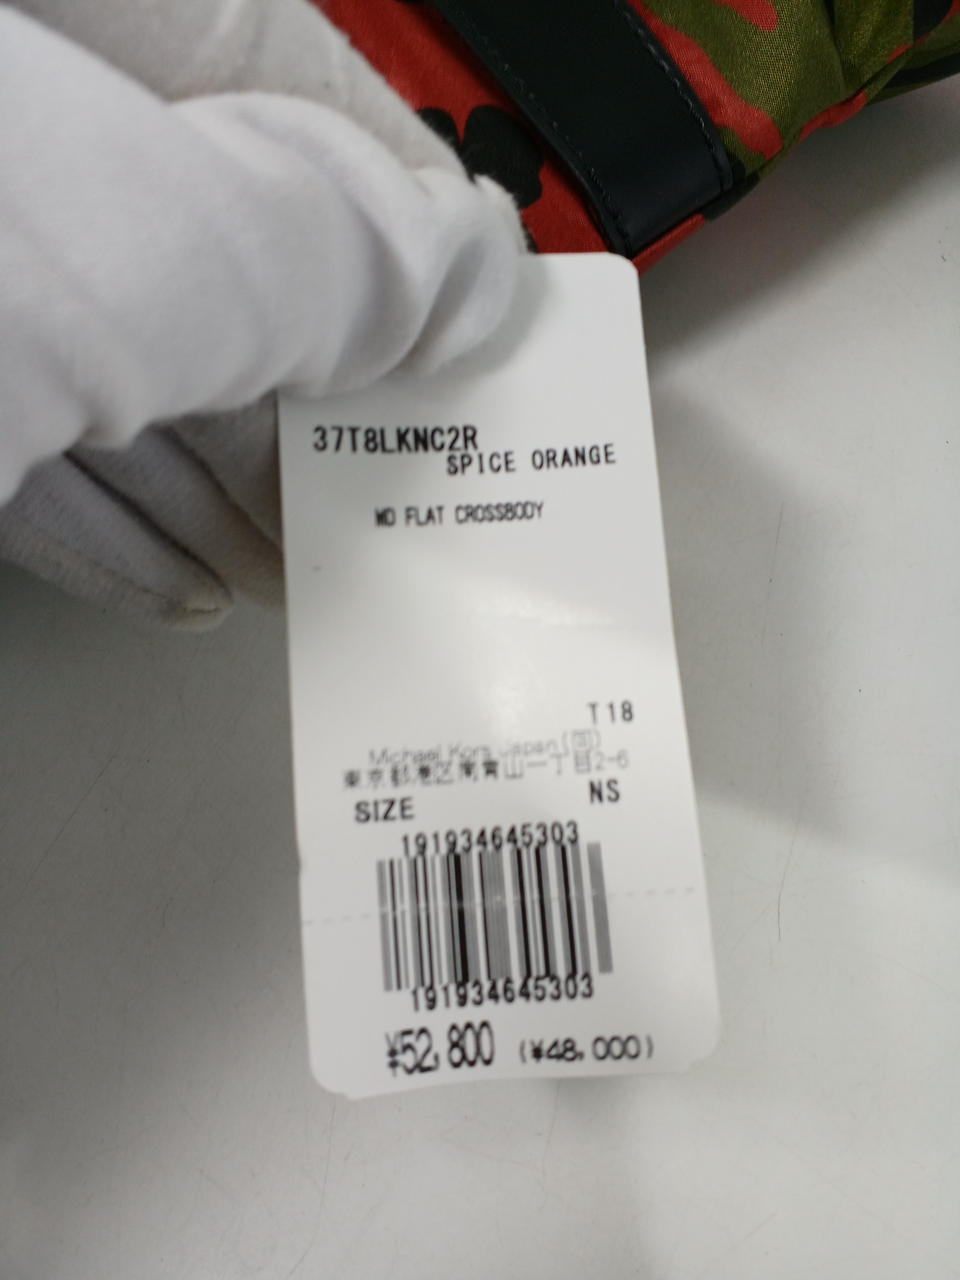 37T8LKNC2R
SPICE ORANGE
MD FLAT CROSSBODY
T18
Michael Kors Japan(株)
東京都港区南青山一丁目2-6
SIZE NS
191934645303
191934645303
¥52,800 (¥48,000)